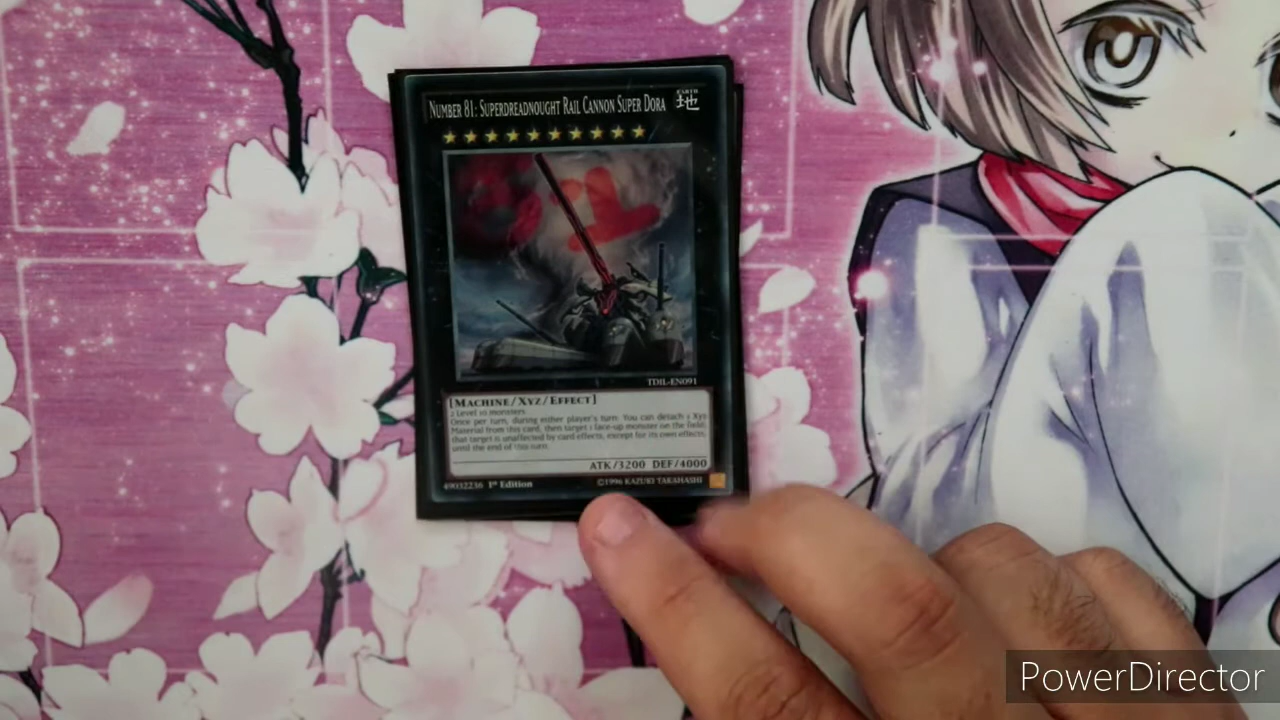 NUMBER 81: SUPERDREADNOUGHT RAIL CANNON SUPER DORA
EARTH
地
81
TDIL-EN091
[MACHINE/XYZ/EFFECT]
2 Level 10 monsters
Once per turn, during either player's turn: You can detach 1 Xyz
Material from this card, then target 1 face-up monster on the field;
that target is unaffected by card effects, except for its own effects,
until the end of this turn.
ATK/3200 DEF/4000
49032236 1st Edition ©1996 KAZUKI TAKAHASHI
PowerDirector